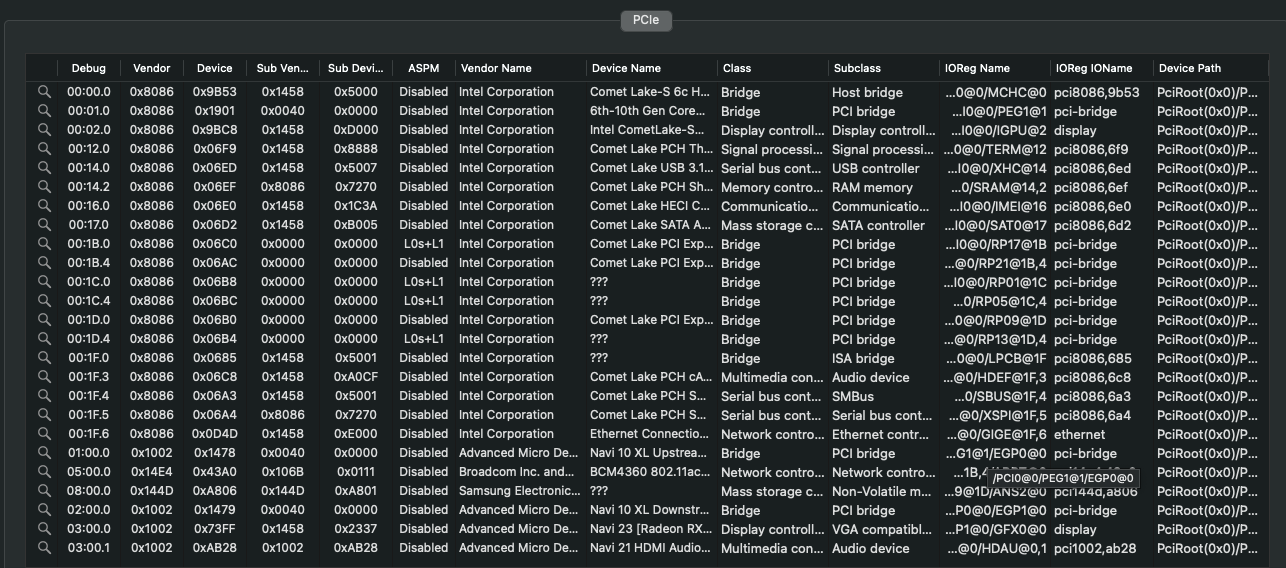 PCIe
Debug Vendor Device Sub Ven... Sub Devi... ASPM Vendor Name Device Name Class Subclass IOReg Name IOReg IOName Device Path
00:00.0 0x8086 0x9B53 0x1458 0x5000 Disabled Intel Corporation Comet Lake-S 6c H... Bridge Host bridge ...0@0/MCHC@0 pci8086,9b53 PciRoot(0x0)/P...
00:01.0 0x8086 0x1901 0x0040 0x0000 Disabled Intel Corporation 6th-10th Gen Core... Bridge PCI bridge ...I0@0/PEG1@1 pci-bridge PciRoot(0x0)/P...
00:02.0 0x8086 0x9BC8 0x1458 0xD000 Disabled Intel Corporation Intel CometLake-S... Display controll... Display controll... ...I0@0/IGPU@2 display PciRoot(0x0)/P...
00:12.0 0x8086 0x06F9 0x1458 0x8888 Disabled Intel Corporation Comet Lake PCH Th... Signal processi... Signal processi... ...0@0/TERM@12 pci8086,6f9 PciRoot(0x0)/P...
00:14.0 0x8086 0x06ED 0x1458 0x5007 Disabled Intel Corporation Comet Lake USB 3.1... Serial bus cont... USB controller ...I0@0/XHC@14 pci8086,6ed PciRoot(0x0)/P...
00:14.2 0x8086 0x06EF 0x8086 0x7270 Disabled Intel Corporation Comet Lake PCH Sh... Memory contro... RAM memory ...0/SRAM@14,2 pci8086,6ef PciRoot(0x0)/P...
00:16.0 0x8086 0x06E0 0x1458 0x1C3A Disabled Intel Corporation Comet Lake HECI C... Communicatio... Communicatio... ...I0@0/IMEI@16 pci8086,6e0 PciRoot(0x0)/P...
00:17.0 0x8086 0x06D2 0x1458 0xB005 Disabled Intel Corporation Comet Lake SATA A... Mass storage c... SATA controller ...0@0/SAT0@17 pci8086,6d2 PciRoot(0x0)/P...
00:1B.0 0x8086 0x06C0 0x0000 0x0000 L0s+L1 Intel Corporation Comet Lake PCI Exp... Bridge PCI bridge ...I0@0/RP17@1B pci-bridge PciRoot(0x0)/P...
00:1B.4 0x8086 0x06AC 0x0000 0x0000 Disabled Intel Corporation Comet Lake PCI Exp... Bridge PCI bridge ...@0/RP21@1B,4 pci-bridge PciRoot(0x0)/P...
00:1C.0 0x8086 0x06B8 0x0000 0x0000 L0s+L1 Intel Corporation ??? Bridge PCI bridge ...I0@0/RP01@1C pci-bridge PciRoot(0x0)/P...
00:1C.4 0x8086 0x06BC 0x0000 0x0000 L0s+L1 Intel Corporation ??? Bridge PCI bridge ...0/RP05@1C,4 pci-bridge PciRoot(0x0)/P...
00:1D.0 0x8086 0x06B0 0x0000 0x0000 Disabled Intel Corporation Comet Lake PCI Exp... Bridge PCI bridge ...0@0/RP09@1D pci-bridge PciRoot(0x0)/P...
00:1D.4 0x8086 0x06B4 0x0000 0x0000 L0s+L1 Intel Corporation ??? Bridge PCI bridge ...@0/RP13@1D,4 pci-bridge PciRoot(0x0)/P...
00:1F.0 0x8086 0x0685 0x1458 0x5001 Disabled Intel Corporation ??? Bridge ISA bridge ...0@0/LPCB@1F pci8086,685 PciRoot(0x0)/P...
00:1F.3 0x8086 0x06C8 0x1458 0xA0CF Disabled Intel Corporation Comet Lake PCH cA... Multimedia con... Audio device ...@0/HDEF@1F,3 pci8086,6c8 PciRoot(0x0)/P...
00:1F.4 0x8086 0x06A3 0x1458 0x5001 Disabled Intel Corporation Comet Lake PCH S... Serial bus cont... SMBus ...0/SBUS@1F,4 pci8086,6a3 PciRoot(0x0)/P...
00:1F.5 0x8086 0x06A4 0x8086 0x7270 Disabled Intel Corporation Comet Lake PCH S... Serial bus cont... Serial bus cont... ...@0/XSPI@1F,5 pci8086,6a4 PciRoot(0x0)/P...
00:1F.6 0x8086 0x0D4D 0x1458 0xE000 Disabled Intel Corporation Ethernet Connectio... Network contro... Ethernet contr... ...@0/GIGE@1F,6 ethernet PciRoot(0x0)/P...
01:00.0 0x1002 0x1478 0x0040 0x0000 Disabled Advanced Micro De... Navi 10 XL Upstrea... Bridge PCI bridge ...G1@1/EGP0@0 pci-bridge PciRoot(0x0)/P...
05:00.0 0x14E4 0x43A0 0x106B 0x0111 Disabled Broadcom Inc. and... BCM4360 802.11ac... Network contro... Network contro... PciRoot(0x0)/P...
/PCI0@0/PEG1@1/EGP0@0
08:00.0 0x144D 0xA806 0x144D 0xA801 Disabled Samsung Electronic... ??? Mass storage c... Non-Volatile m... ...9@1D/ANS2@0 pci144d,a806 PciRoot(0x0)/P...
02:00.0 0x1002 0x1479 0x0040 0x0000 Disabled Advanced Micro De... Navi 10 XL Downstr... Bridge PCI bridge ...P0@0/EGP1@0 pci-bridge PciRoot(0x0)/P...
03:00.0 0x1002 0x73FF 0x1458 0x2337 Disabled Advanced Micro De... Navi 23 [Radeon RX... Display controll... VGA compatibl... ...P1@0/GFX0@0 display PciRoot(0x0)/P...
03:00.1 0x1002 0xAB28 0x1002 0xAB28 Disabled Advanced Micro De... Navi 21 HDMI Audio... Multimedia con... Audio device ...@0/HDAU@0,1 pci1002,ab28 PciRoot(0x0)/P...